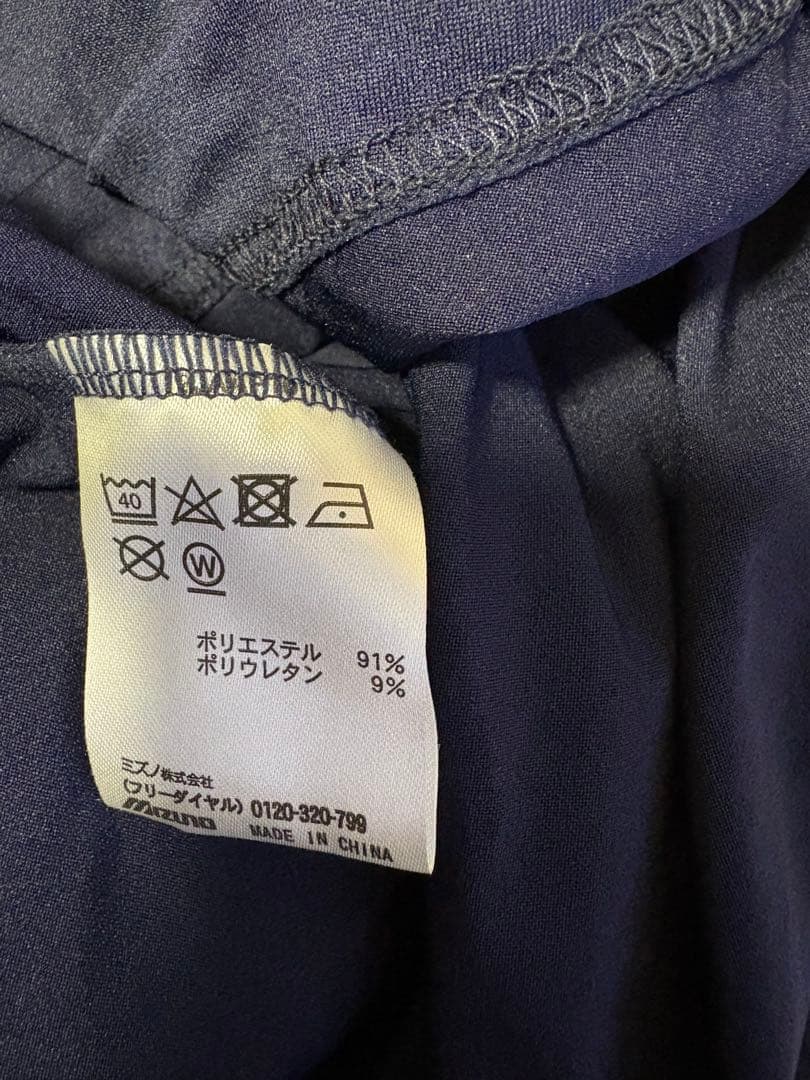 40
W
ポリエステル 91%
ポリウレタン 9%
ミズノ株式会社
(フリーダイヤル) 0120-320-799
MIZUNO MADE IN CHINA